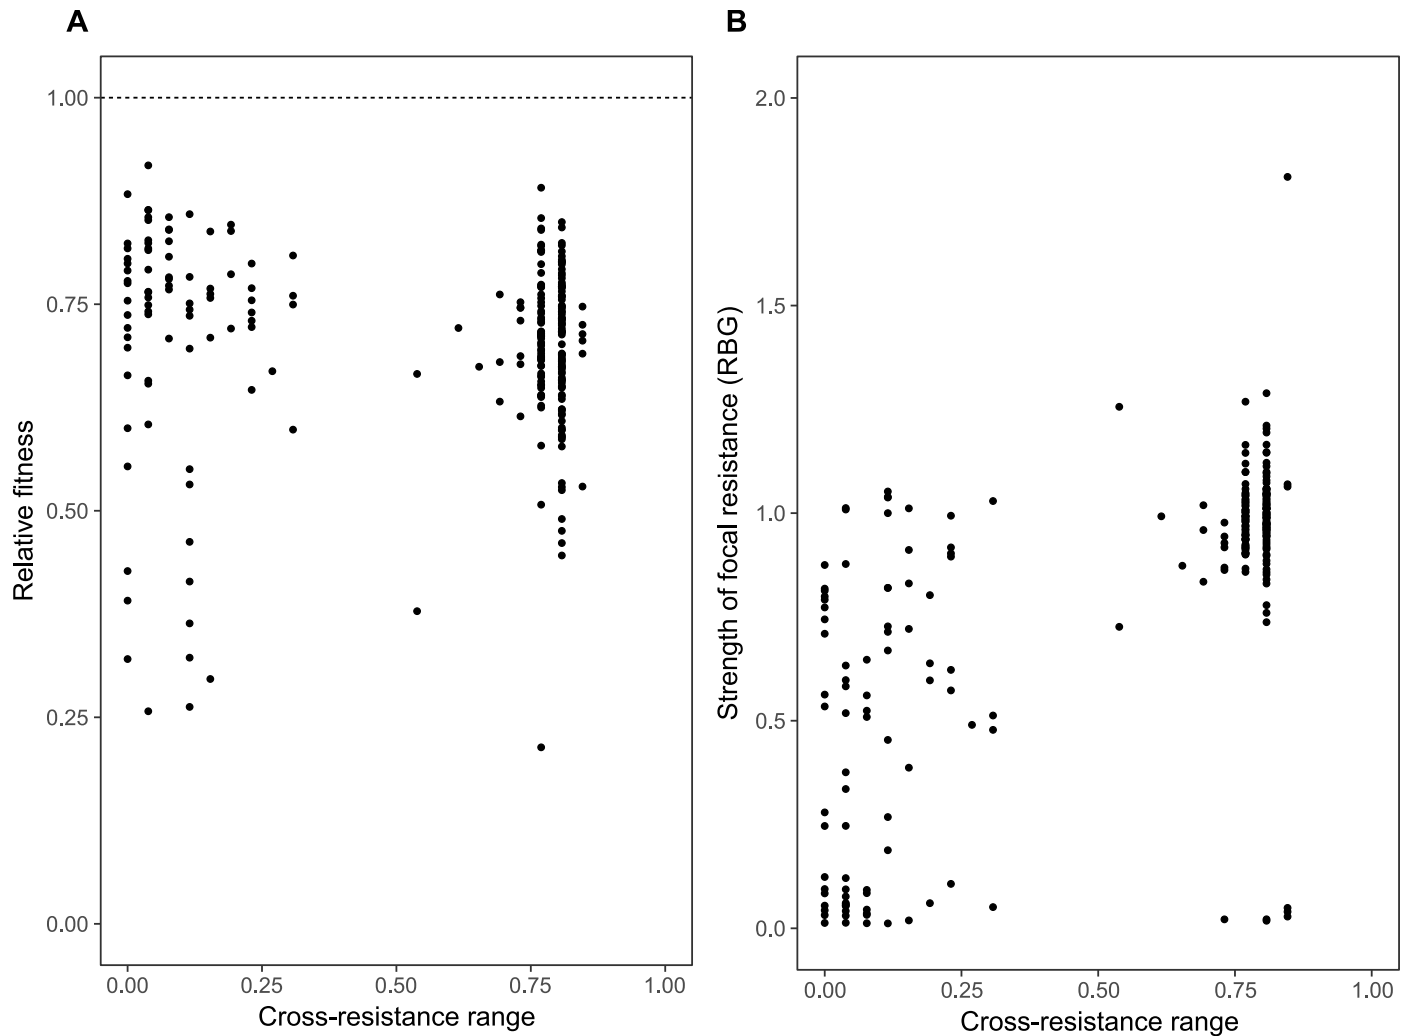 A
1.00
0.75
0.50
0.25
0.00
Relative fitness
0.00 0.25 0.50 0.75 1.00
Cross-resistance range
B
2.0
1.5
1.0
0.5
0.0
Strength of focal resistance (RBG)
0.00 0.25 0.50 0.75 1.00
Cross-resistance range